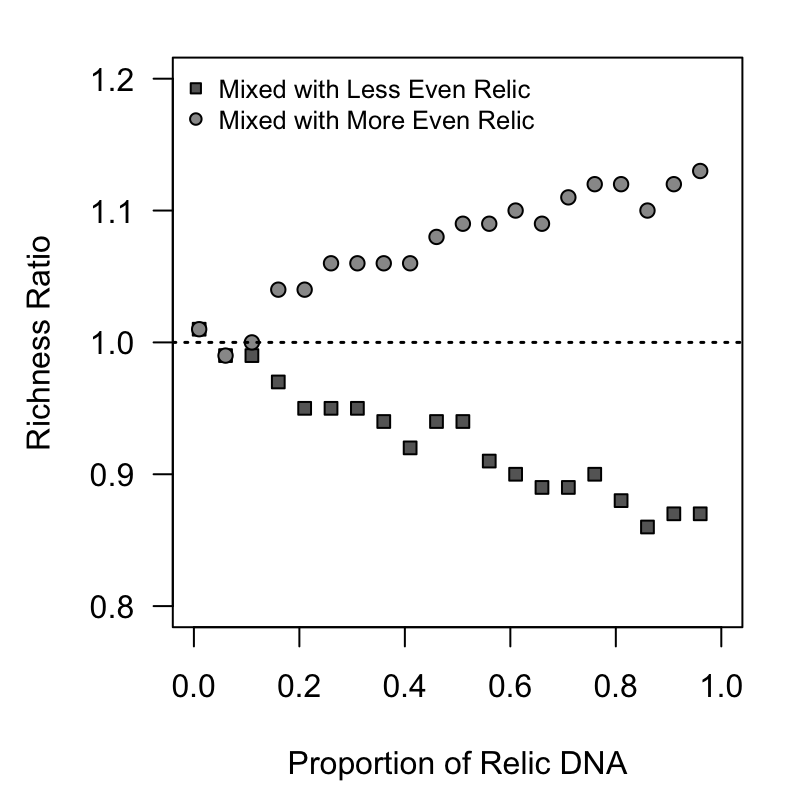 1.2
Mixed with Less Even Relic
Mixed with More Even Relic
1.1
1.0
0.9
0.8
Richness Ratio
0.0 0.2 0.4 0.6 0.8 1.0
Proportion of Relic DNA